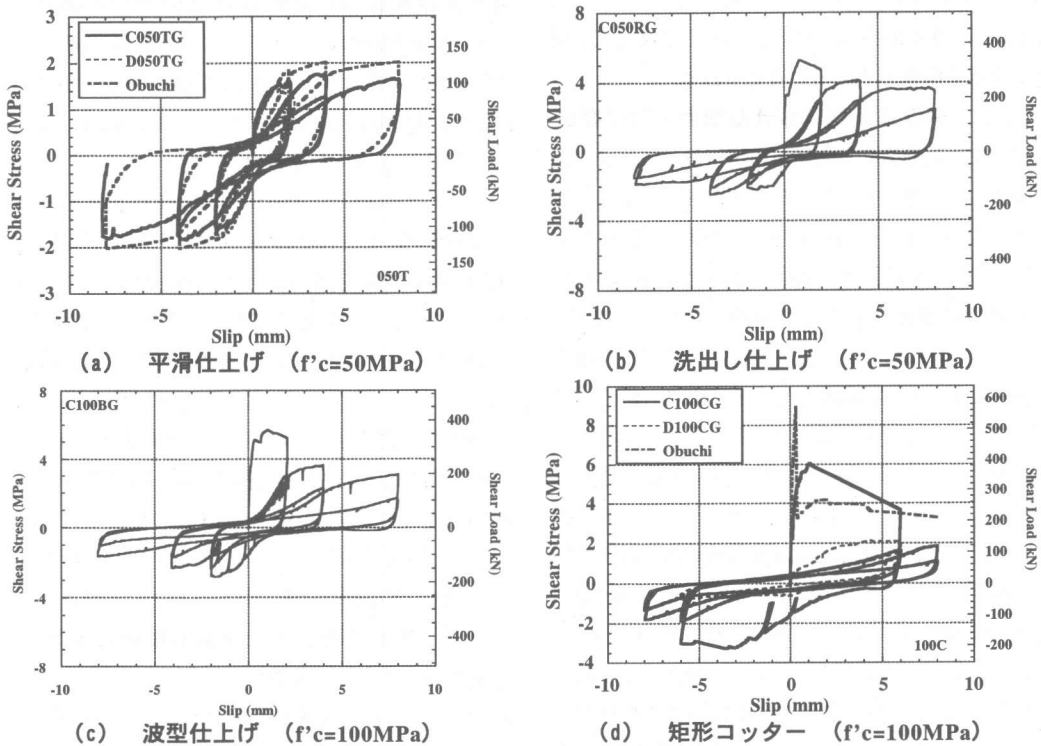 C050TG
D050TG
Obuchi
3
2
1
0
-1
-2
-3
Shear Stress (MPa)
150
100
50
0
-50
-100
-150
Shear Load (kN)
050T
-10 -5 0 5 10
Slip (mm)
(a) 平滑仕上げ (f'c=50MPa)
C050RG
8
4
0
-4
-8
Shear Stress (MPa)
400
300
200
100
0
-100
-200
-300
-400
Shear Load (kN)
-10 -5 0 5 10
Slip (mm)
(b) 洗出し仕上げ (f'c=50MPa)
C100BG
8
4
0
-4
-8
Shear Stress (MPa)
400
200
0
-200
-400
Shear Load (kN)
-10 -5 0 5 10
Slip (mm)
(c) 波型仕上げ (f'c=100MPa)
C100CG
D100CG
Obuchi
10
8
6
4
2
0
-2
-4
Shear Stress (MPa)
600
500
400
300
200
100
0
-100
-200
Shear Load (kN)
100C
-10 -5 0 5 10
Slip (mm)
(d) 矩形コッター (f'c=100MPa)